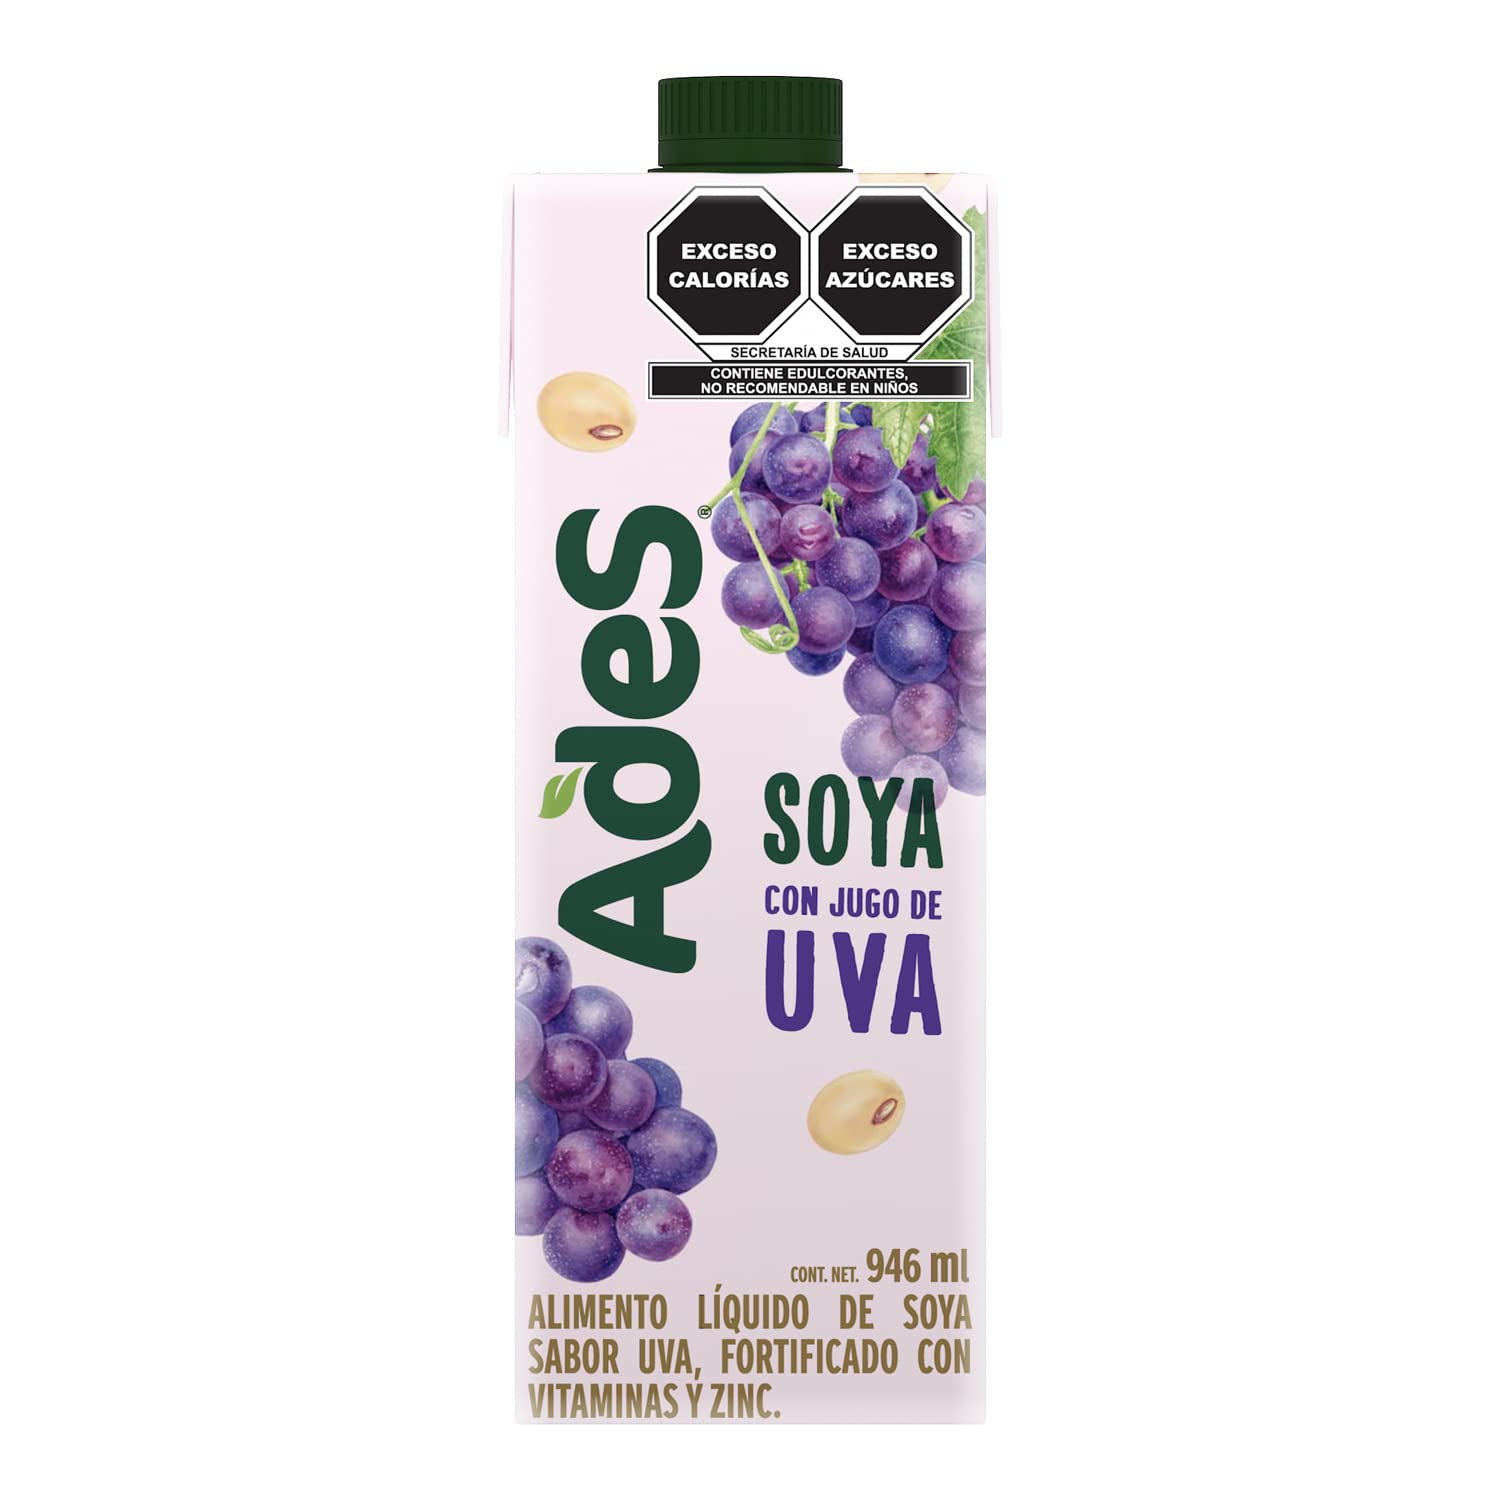 EXCESO
CALORÍAS
EXCESO
AZÚCARES
SECRETARÍA DE SALUD
CONTIENE EDULCORANTES,
NO RECOMENDABLE EN NIÑOS
AdeS®
SOYA
CON JUGO DE
UVA
CONT. NET. 946 ml
ALIMENTO LÍQUIDO DE SOYA
SABOR UVA, FORTIFICADO CON
VITAMINAS Y ZINC.